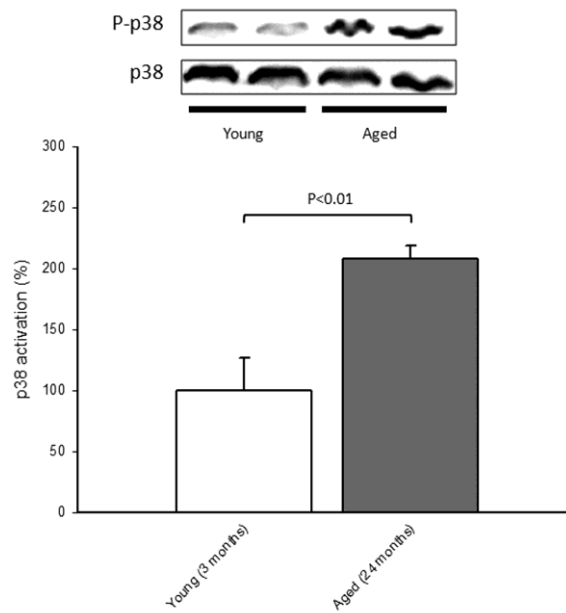 P-p38
p38
Young Aged
300
250
200
150
100
50
0
P<0.01
p38 activation (%)
Young (3 months)
Aged (24 months)